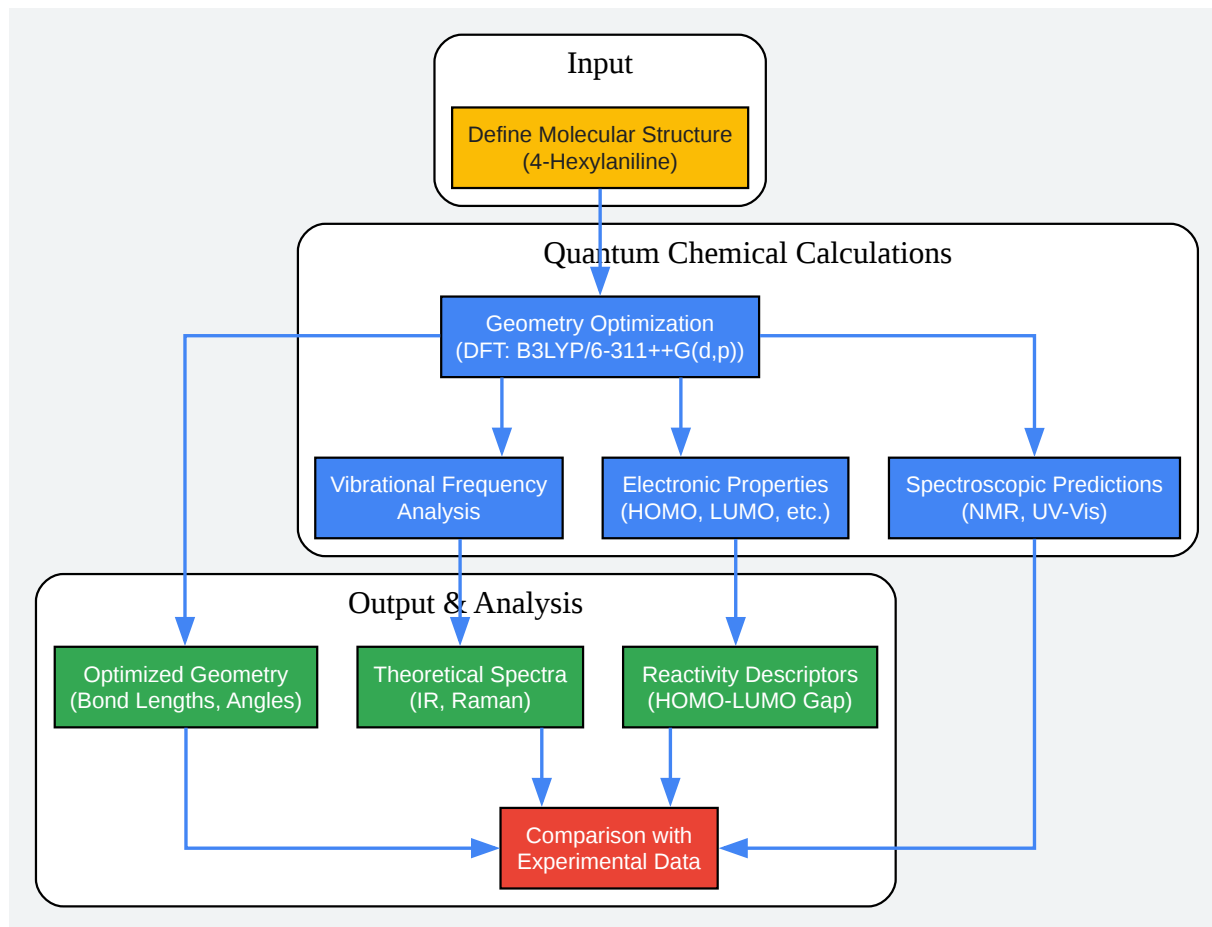 Input
Define Molecular Structure
(4-Hexylaniline)
Quantum Chemical Calculations
Geometry Optimization
(DFT: B3LYP/6-311++G(d,p))
Vibrational Frequency
Analysis
Electronic Properties
(HOMO, LUMO, etc.)
Spectroscopic Predictions
(NMR, UV-Vis)
Output & Analysis
Optimized Geometry
(Bond Lengths, Angles)
Theoretical Spectra
(IR, Raman)
Reactivity Descriptors
(HOMO-LUMO Gap)
Comparison with
Experimental Data